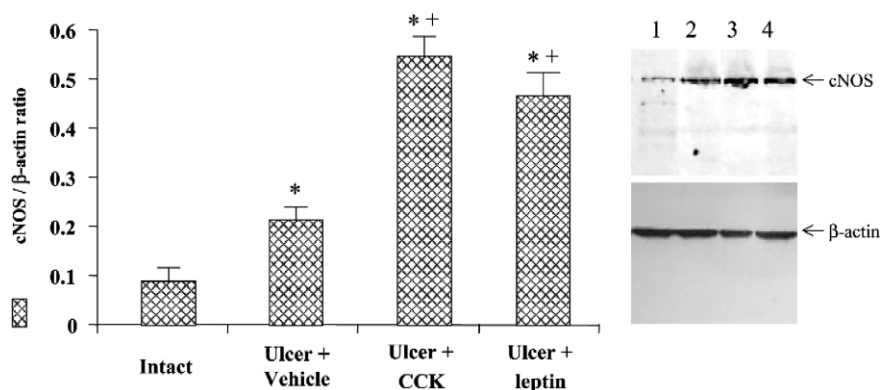 cNOS / β-actin ratio
0.6
0.5
0.4
0.3
0.2
0.1
0
*
* +
* +
Intact
Ulcer +
Vehicle
Ulcer +
CCK
Ulcer +
leptin
1 2 3 4
cNOS
β-actin